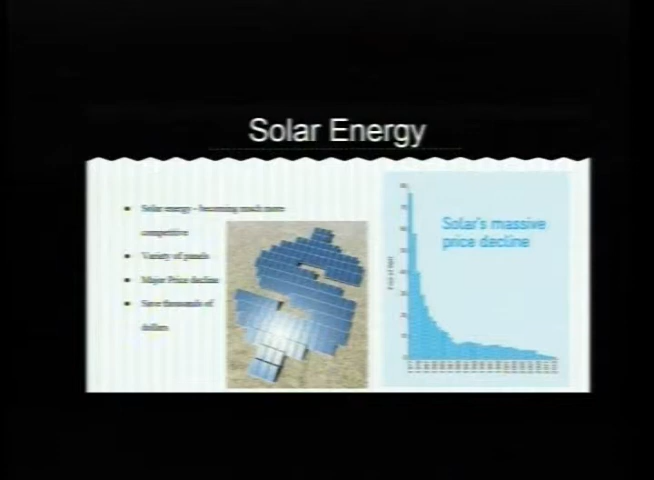 Solar Energy
Solar energy - becoming much more
competitive
Variety of panels
Major Price decline
Save thousands of
dollars
Solar's massive
price decline